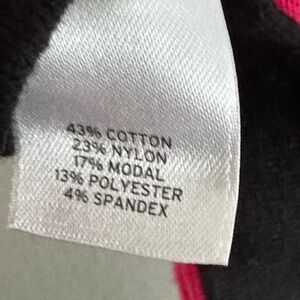 43% COTTON
23% NYLON
17% MODAL
13% POLYESTER
4% SPANDEX